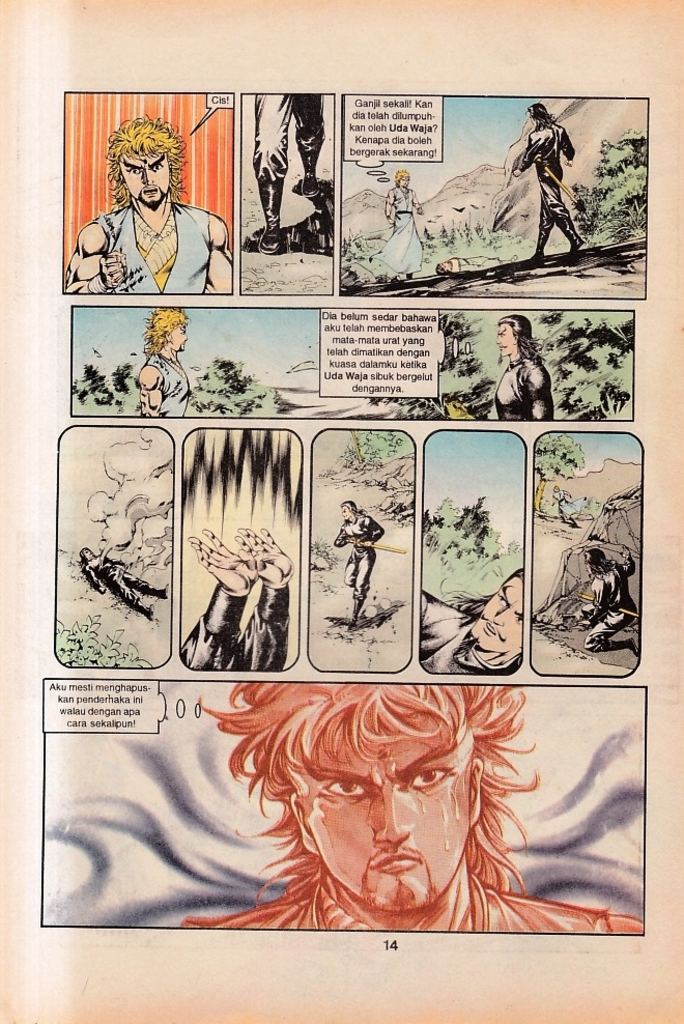 Cis!
Ganjil sekali! Kan
dia telah dilumpuh-
kan oleh Uda Waja?
Kenapa dia boleh
bergerak sekarang!
Dia belum sedar bahawa
aku telah membebaskan
mata-mata urat yang
telah dimatikan dengan
kuasa dalamku ketika
Uda Waja sibuk bergelut
dengannya.
Aku mesti menghapus-
kan penderhaka ini
walau dengan apa
cara sekalipun!
14